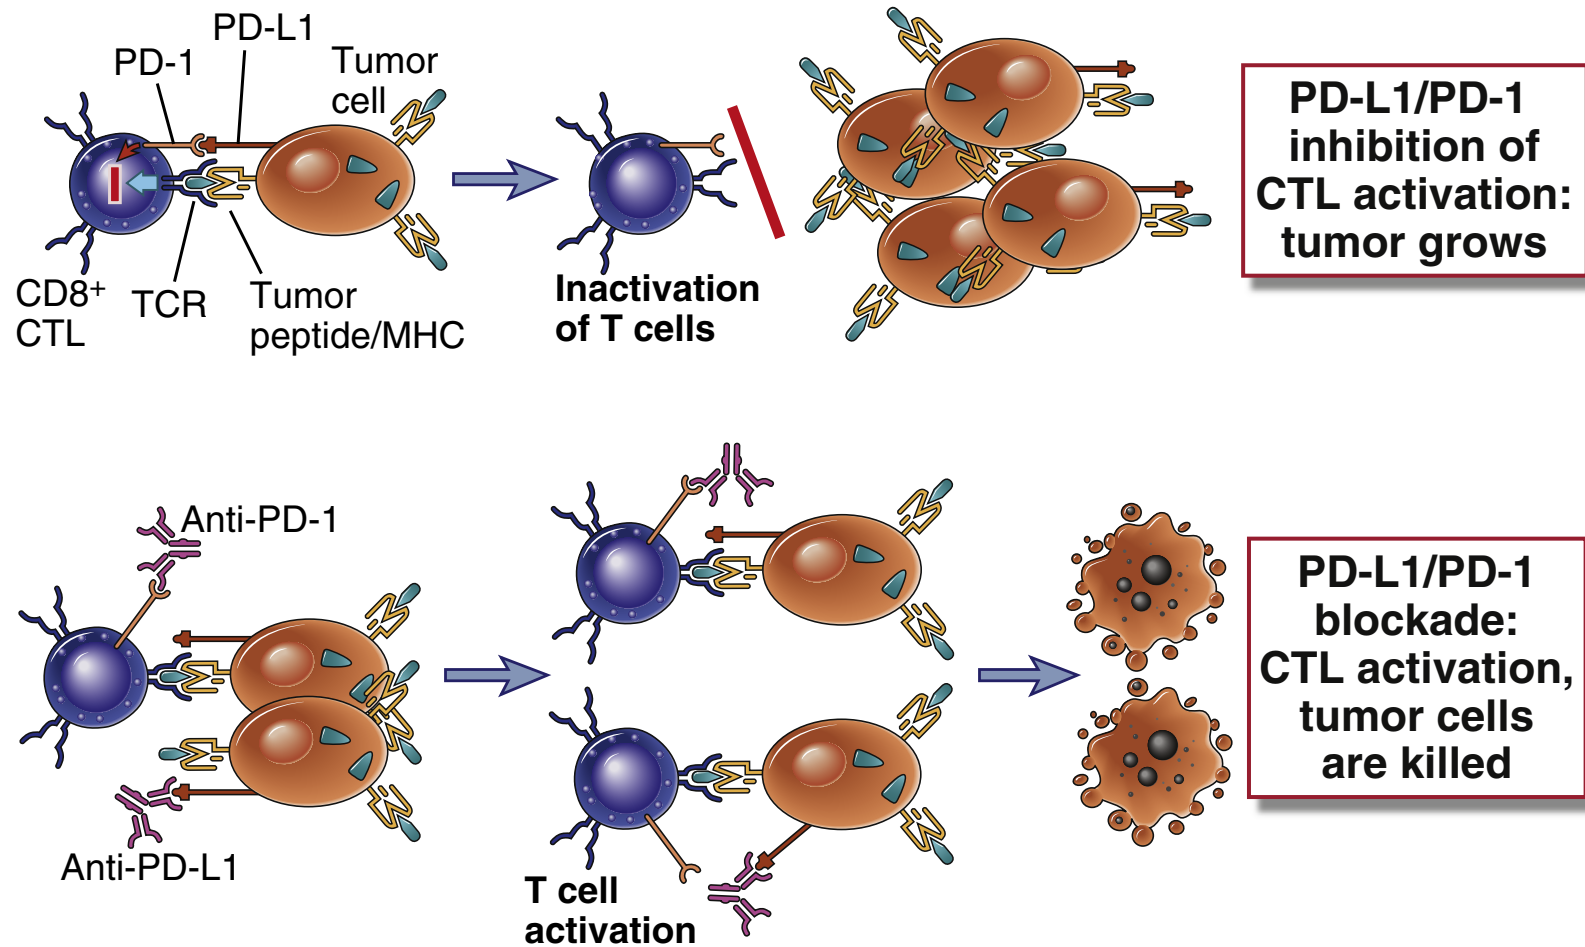 PD-L1
PD-1
Tumor
cell
CD8+
CTL
TCR
Tumor
peptide/MHC
Inactivation
of T cells
PD-L1/PD-1
inhibition of
CTL activation:
tumor grows
Anti-PD-1
Anti-PD-L1
T cell
activation
PD-L1/PD-1
blockade:
CTL activation,
tumor cells
are killed